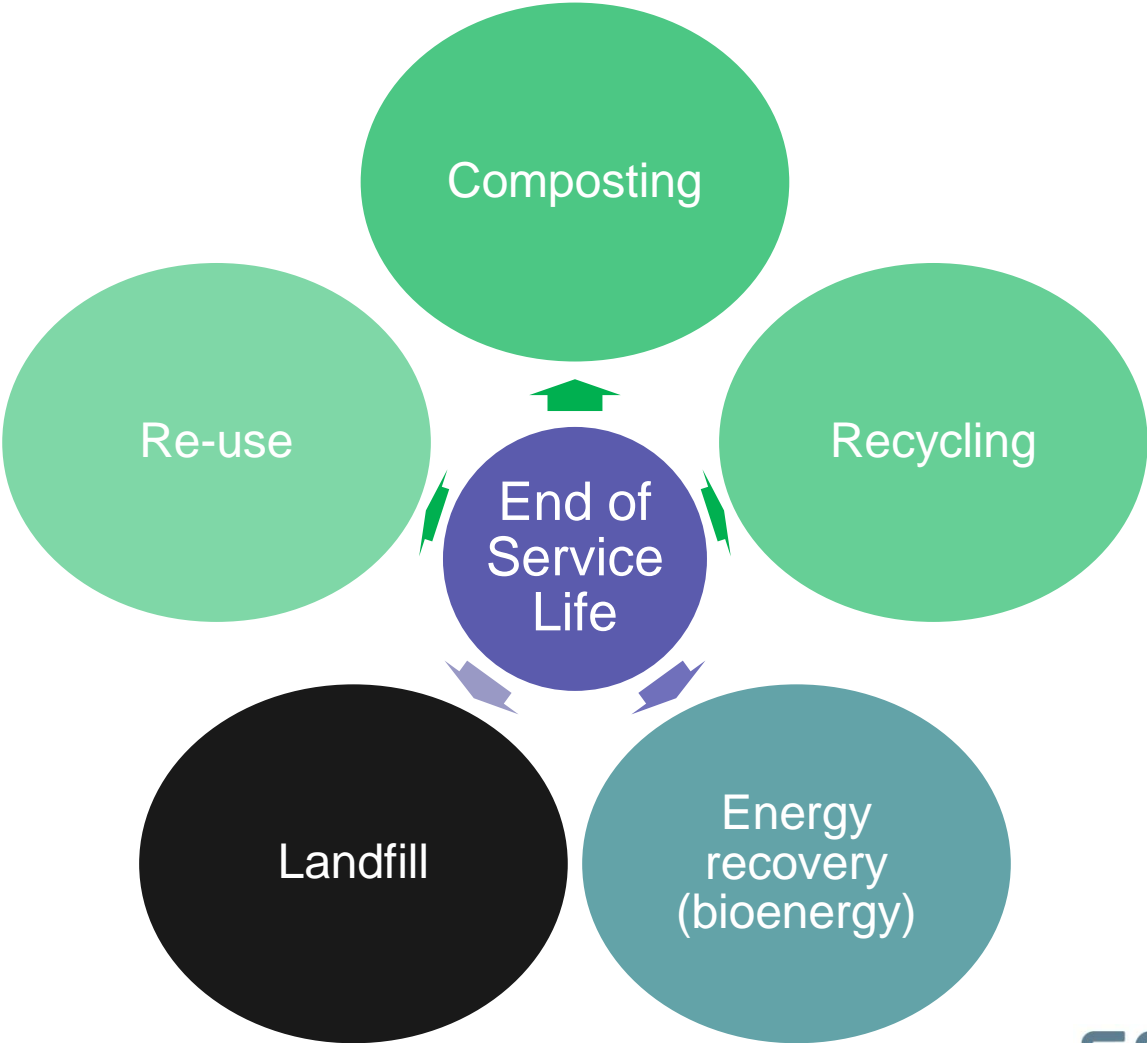 Composting
Re-use
Recycling
End of
Service
Life
Landfill
Energy
recovery
(bioenergy)